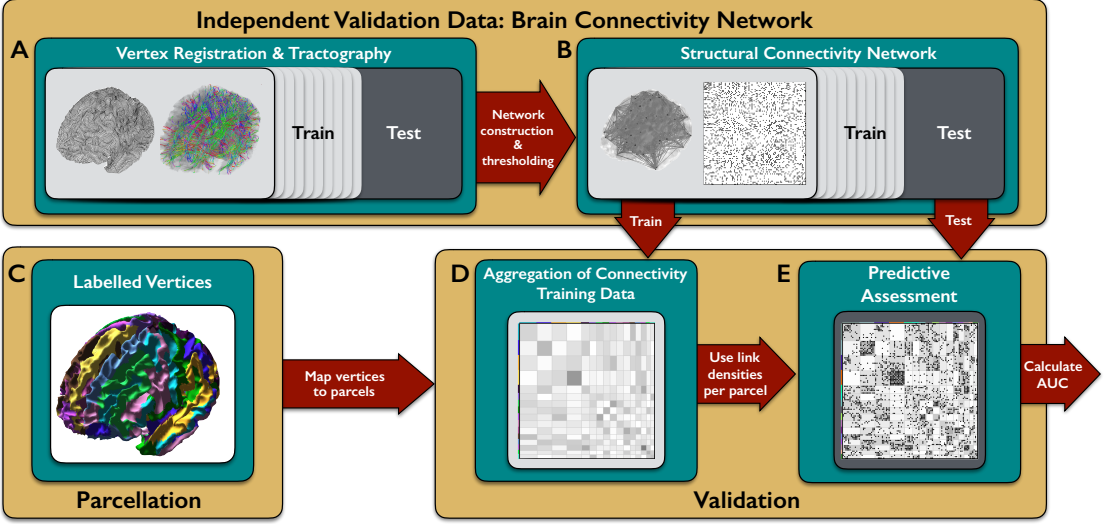 Independent Validation Data: Brain Connectivity Network
A
Vertex Registration & Tractography
Train
Test
Network
construction
&
thresholding
B
Structural Connectivity Network
Train
Test
Train
Test
C
Labelled Vertices
Parcellation
Map vertices
to parcels
D
Aggregation of Connectivity
Training Data
Use link
densities
per parcel
E
Predictive
Assessment
Calculate
AUC
Validation